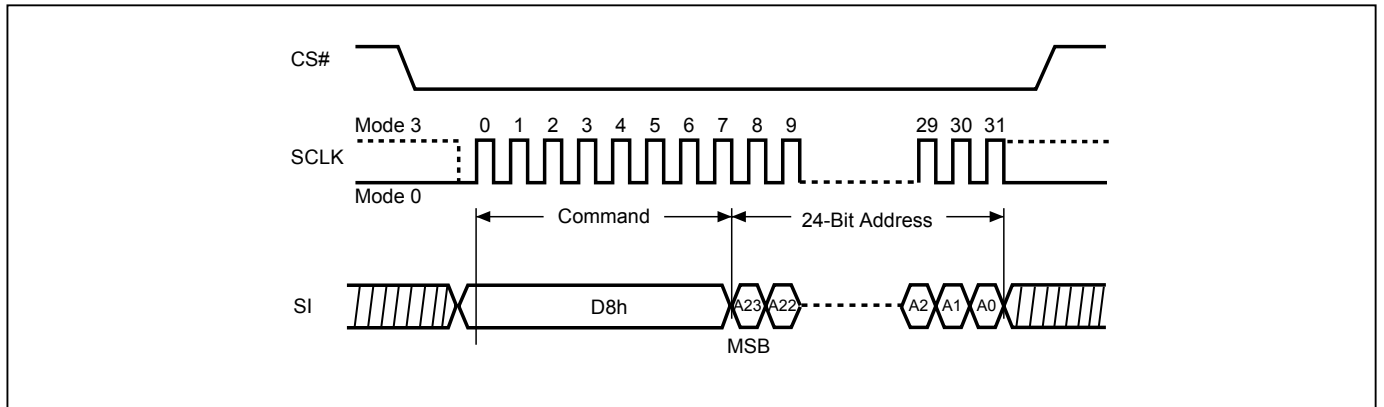 CS#
Mode 3
0 1 2 3 4 5 6 7 8 9 29 30 31
SCLK
Mode 0
Command 24-Bit Address
SI D8h A23 A22 A2 A1 A0
MSB